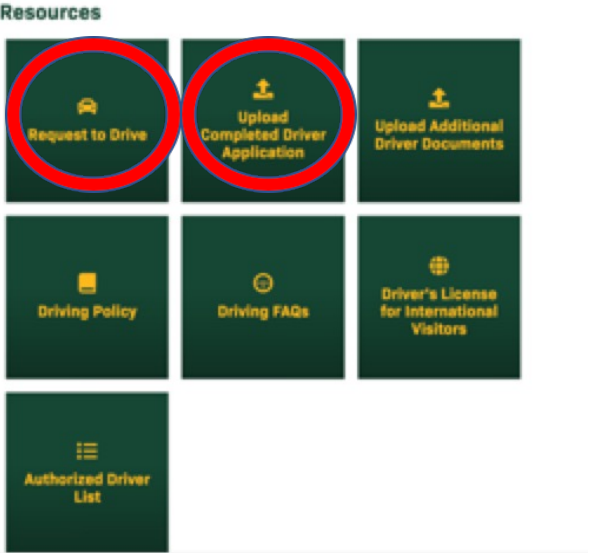 Resources
Request to Drive
Upload
Completed Driver
Application
Upload Additional
Driver Documents
Driving Policy
Driving FAQs
Driver's License
for International
Visitors
Authorized Driver
List